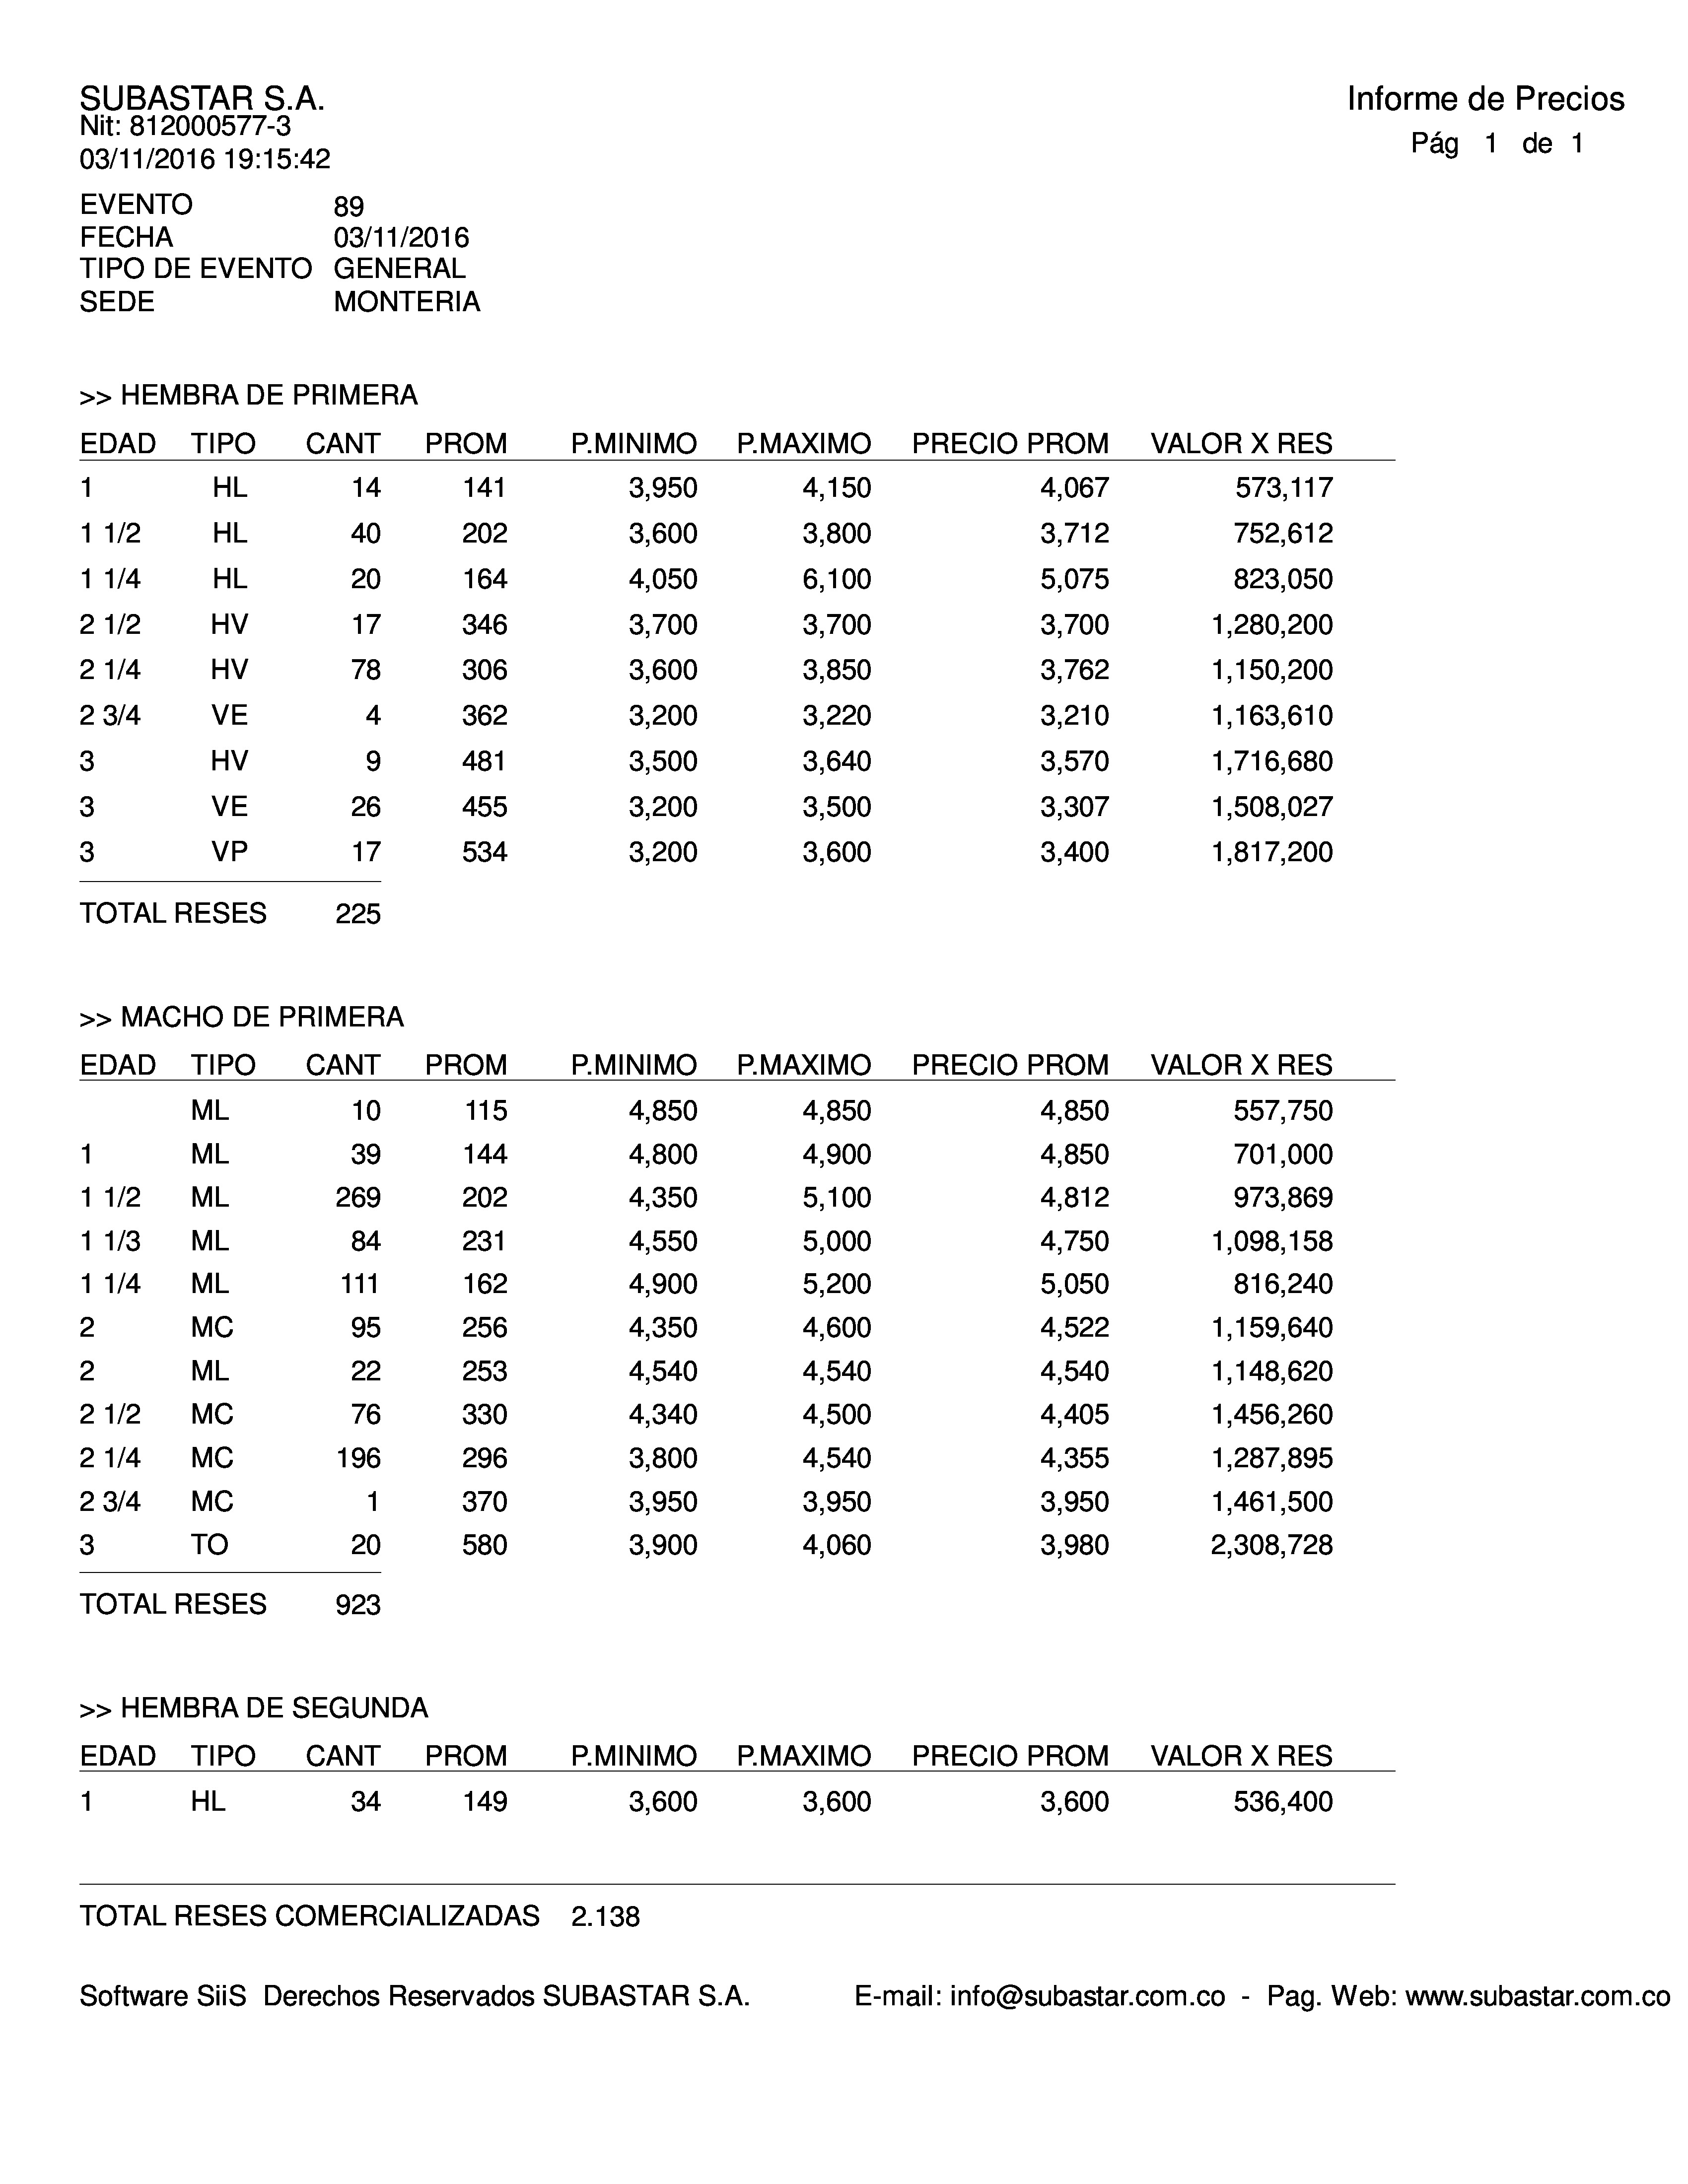 SUBASTAR S.A.
Informe de Precios
Nit: 812000577-3
Pág 1 de 1
03/11/2016 19:15:42
EVENTO 89
FECHA 03/11/2016
TIPO DE EVENTO GENERAL
SEDE MONTERIA
>> HEMBRA DE PRIMERA
EDAD TIPO CANT PROM P.MINIMO P.MAXIMO PRECIO PROM VALOR X RES
1 HL 14 141 3,950 4,150 4,067 573,117
1 1/2 HL 40 202 3,600 3,800 3,712 752,612
1 1/4 HL 20 164 4,050 6,100 5,075 823,050
2 1/2 HV 17 346 3,700 3,700 3,700 1,280,200
2 1/4 HV 78 306 3,600 3,850 3,762 1,150,200
2 3/4 VE 4 362 3,200 3,220 3,210 1,163,610
3 HV 9 481 3,500 3,640 3,570 1,716,680
3 VE 26 455 3,200 3,500 3,307 1,508,027
3 VP 17 534 3,200 3,600 3,400 1,817,200
TOTAL RESES 225
>> MACHO DE PRIMERA
EDAD TIPO CANT PROM P.MINIMO P.MAXIMO PRECIO PROM VALOR X RES
ML 10 115 4,850 4,850 4,850 557,750
1 ML 39 144 4,800 4,900 4,850 701,000
1 1/2 ML 269 202 4,350 5,100 4,812 973,869
1 1/3 ML 84 231 4,550 5,000 4,750 1,098,158
1 1/4 ML 111 162 4,900 5,200 5,050 816,240
2 MC 95 256 4,350 4,600 4,522 1,159,640
2 ML 22 253 4,540 4,540 4,540 1,148,620
2 1/2 MC 76 330 4,340 4,500 4,405 1,456,260
2 1/4 MC 196 296 3,800 4,540 4,355 1,287,895
2 3/4 MC 1 370 3,950 3,950 3,950 1,461,500
3 TO 20 580 3,900 4,060 3,980 2,308,728
TOTAL RESES 923
>> HEMBRA DE SEGUNDA
EDAD TIPO CANT PROM P.MINIMO P.MAXIMO PRECIO PROM VALOR X RES
1 HL 34 149 3,600 3,600 3,600 536,400
TOTAL RESES COMERCIALIZADAS 2.138
Software SiiS Derechos Reservados SUBASTAR S.A. E-mail: info@subastar.com.co - Pag. Web: www.subastar.com.co